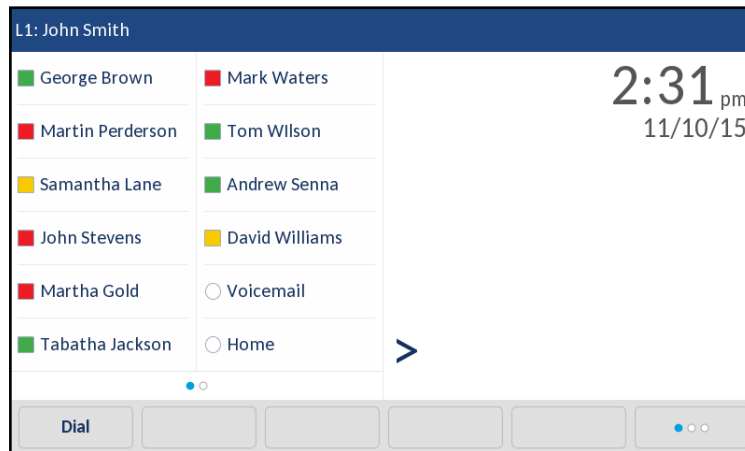 L1: John Smith
George Brown
Mark Waters
Martin Perderson
Tom WIlson
Samantha Lane
Andrew Senna
John Stevens
David Williams
Martha Gold
Voicemail
Tabatha Jackson
Home
2:31 pm
11/10/15
>
Dial